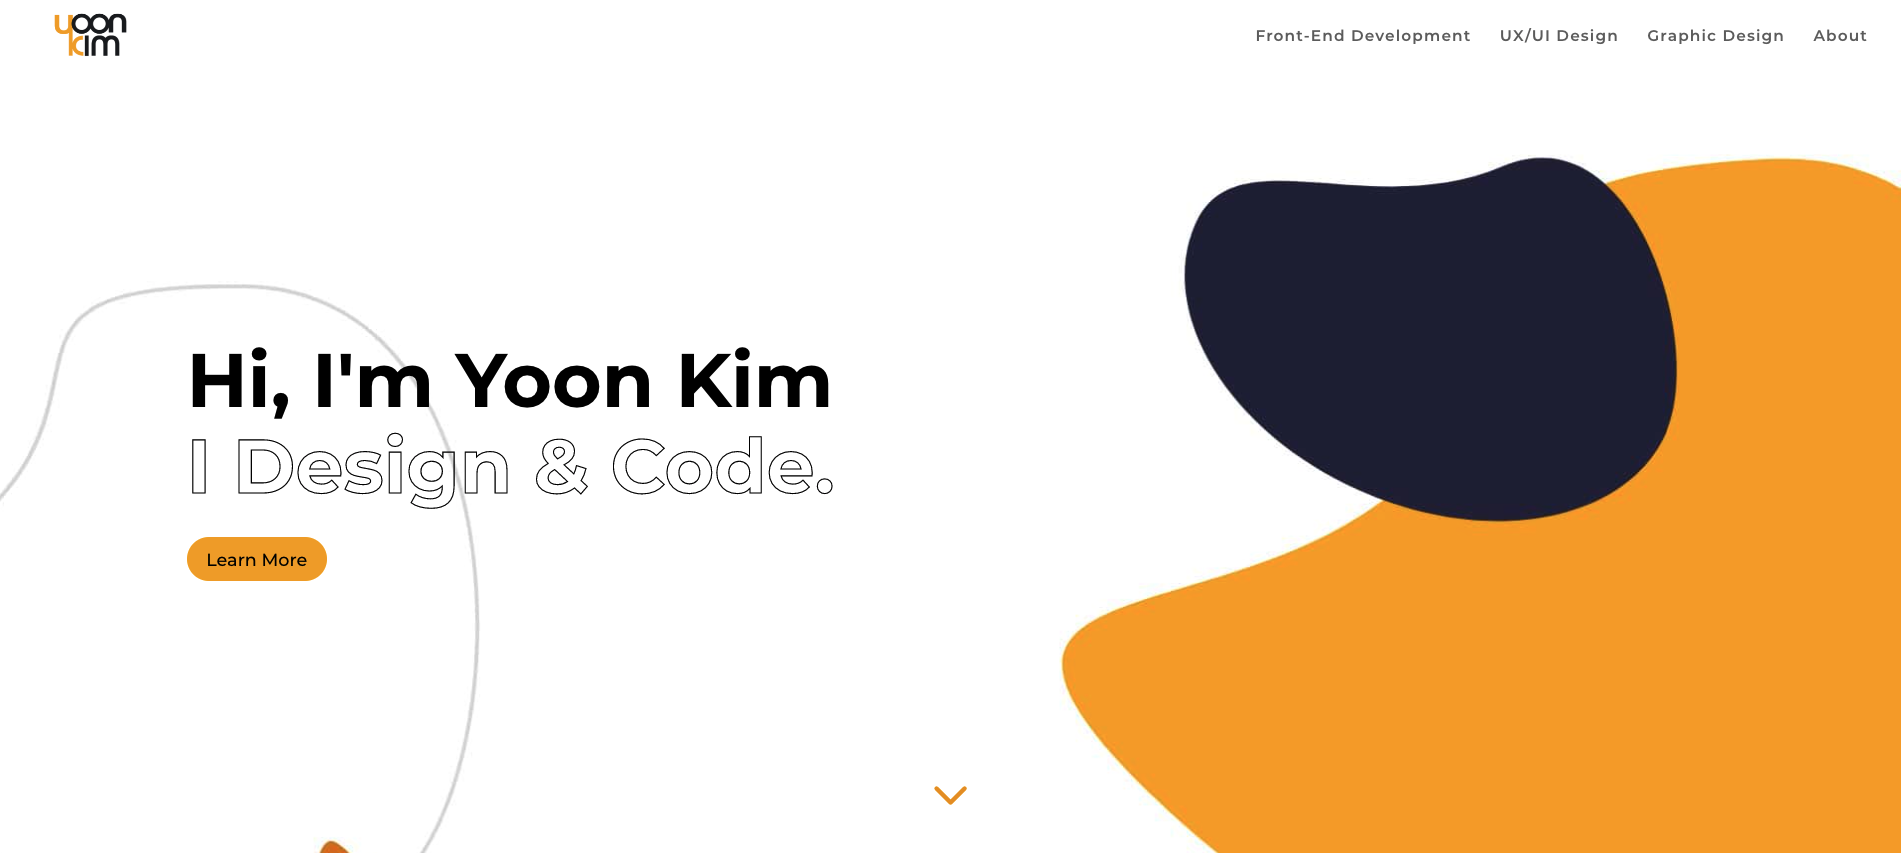 yoon
kim
Front-End Development UX/UI Design Graphic Design About
Hi, I'm Yoon Kim
I Design & Code.
Learn More